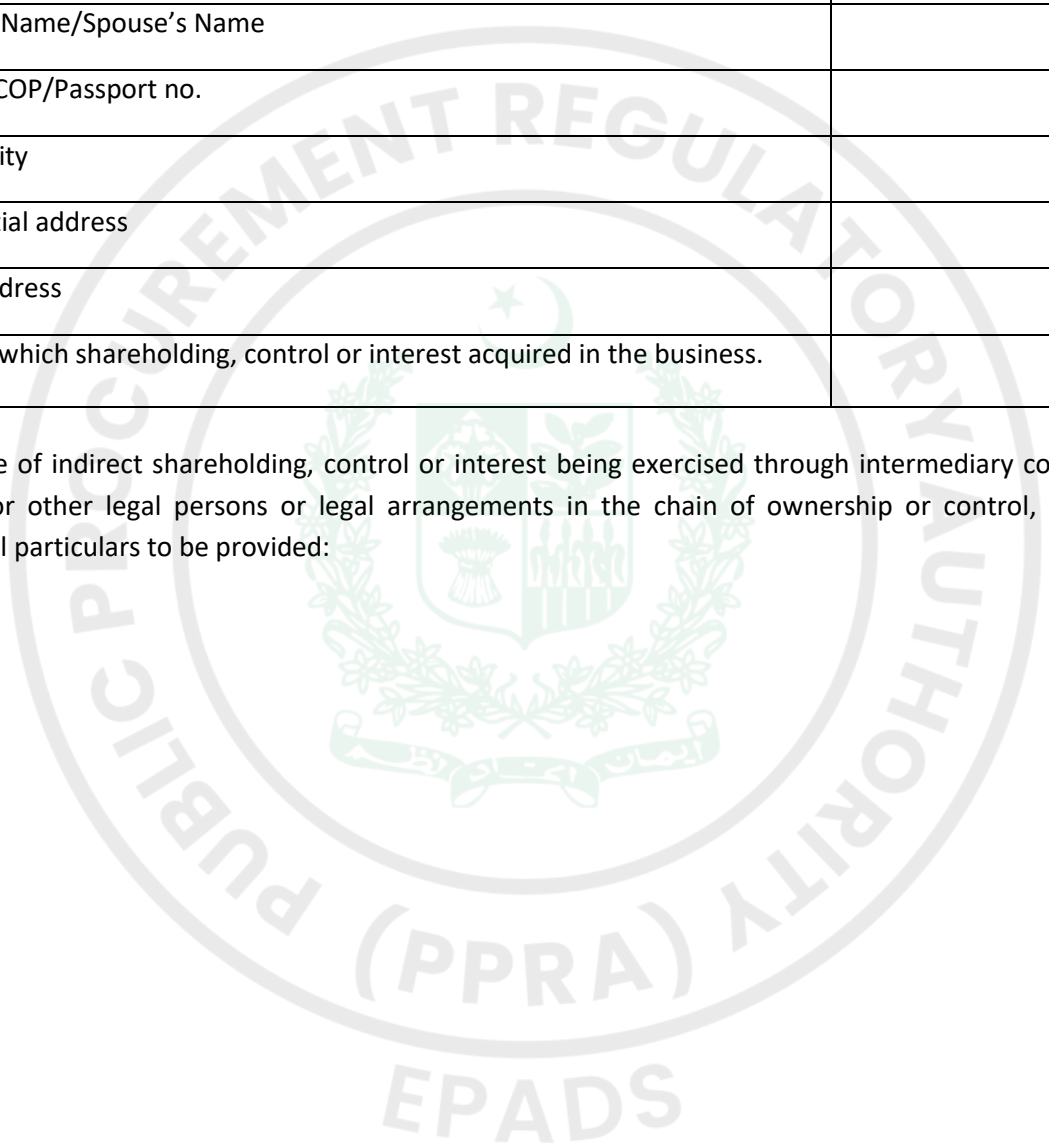 Name/Spouse’s Name
COP/Passport no.
ity
ial address
dress
which shareholding, control or interest acquired in the business.
e of indirect shareholding, control or interest being exercised through intermediary co
or other legal persons or legal arrangements in the chain of ownership or control,
l particulars to be provided:
PUBLIC PROCUREMENT REGULATORY AUTHORITY
(PPRA)
EPADS